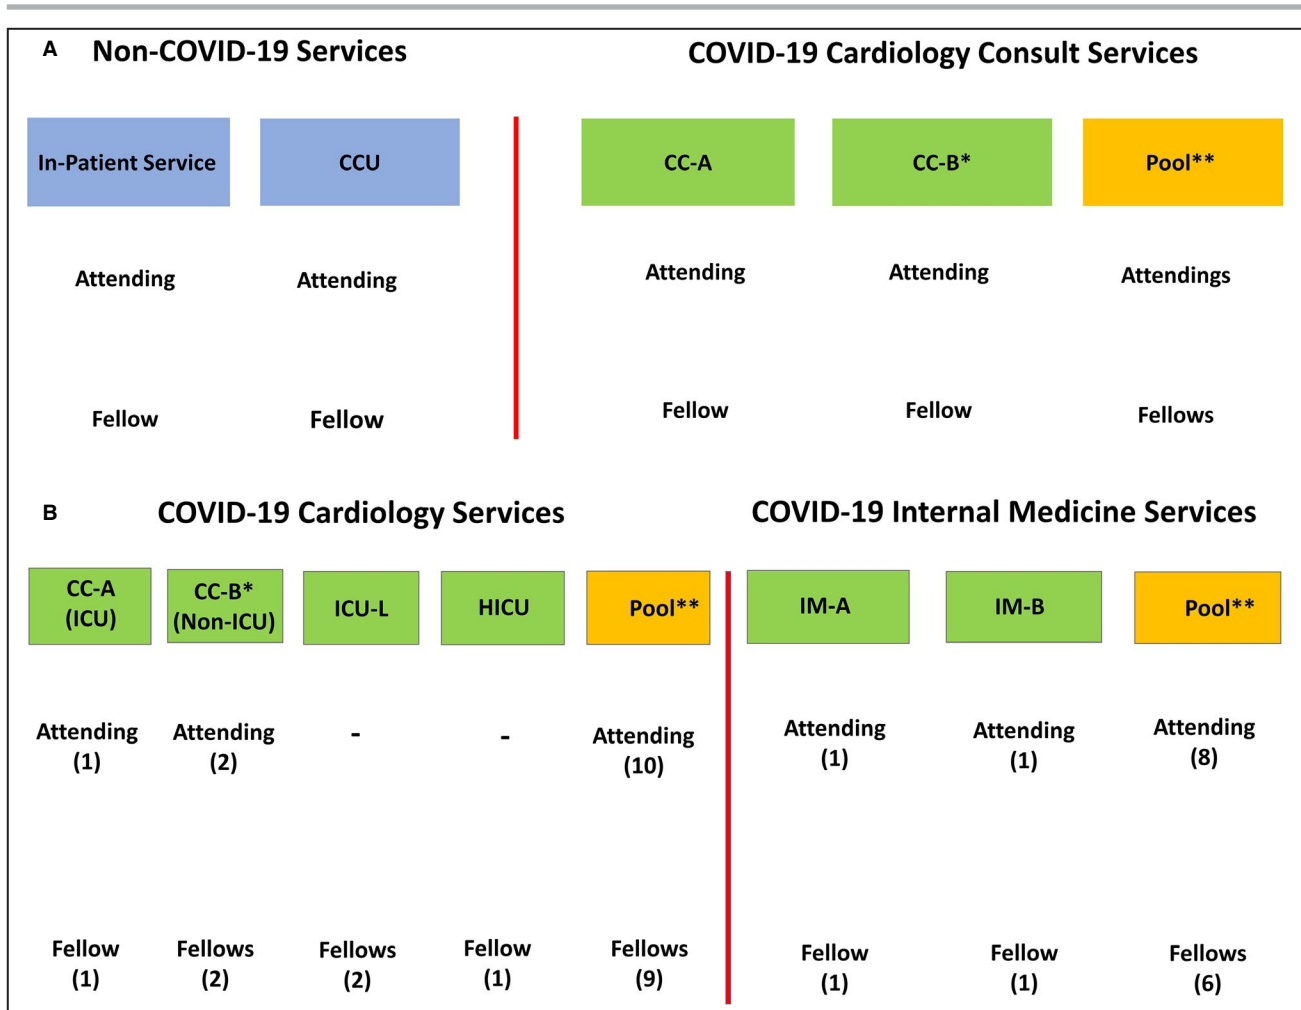 A Non-COVID-19 Services COVID-19 Cardiology Consult Services
In-Patient Service CCU CC-A CC-B* Pool**
Attending Attending Attending Attending Attendings
Fellow Fellow Fellow Fellow Fellows
B COVID-19 Cardiology Services COVID-19 Internal Medicine Services
CC-A
(ICU)
CC-B*
(Non-ICU)
ICU-L
HICU
Pool**
IM-A
IM-B
Pool**
Attending
(1)
Attending
(2)
-
-
Attending
(10)
Attending
(1)
Attending
(1)
Attending
(8)
Fellow
(1)
Fellows
(2)
Fellows
(2)
Fellow
(1)
Fellows
(9)
Fellow
(1)
Fellow
(1)
Fellows
(6)